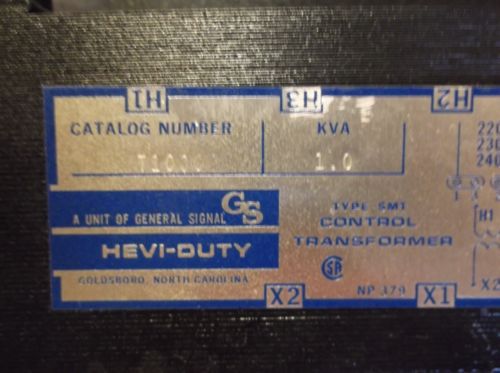 H1 H3 H2
CATALOG NUMBER KVA 220
230
1.0 240
GS
A UNIT OF GENERAL SIGNAL TYPE SMT
CONTROL H1
HEVI-DUTY TRANSFORMER
GOLDSBORO, NORTH CAROLINA SA
X2 NP 379 X1 X2